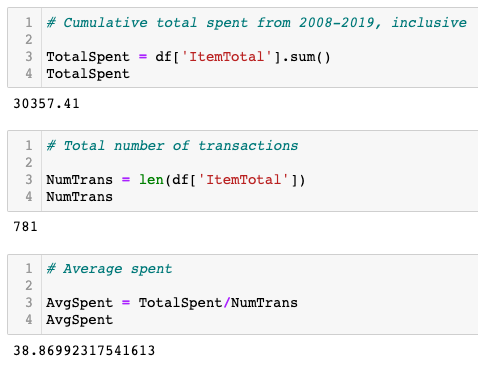 1 # Cumulative total spent from 2008-2019, inclusive
2
3 TotalSpent = df['ItemTotal'].sum()
4 TotalSpent
30357.41
1 # Total number of transactions
2
3 NumTrans = len(df['ItemTotal'])
4 NumTrans
781
1 # Average spent
2
3 AvgSpent = TotalSpent/NumTrans
4 AvgSpent
38.86992317541613